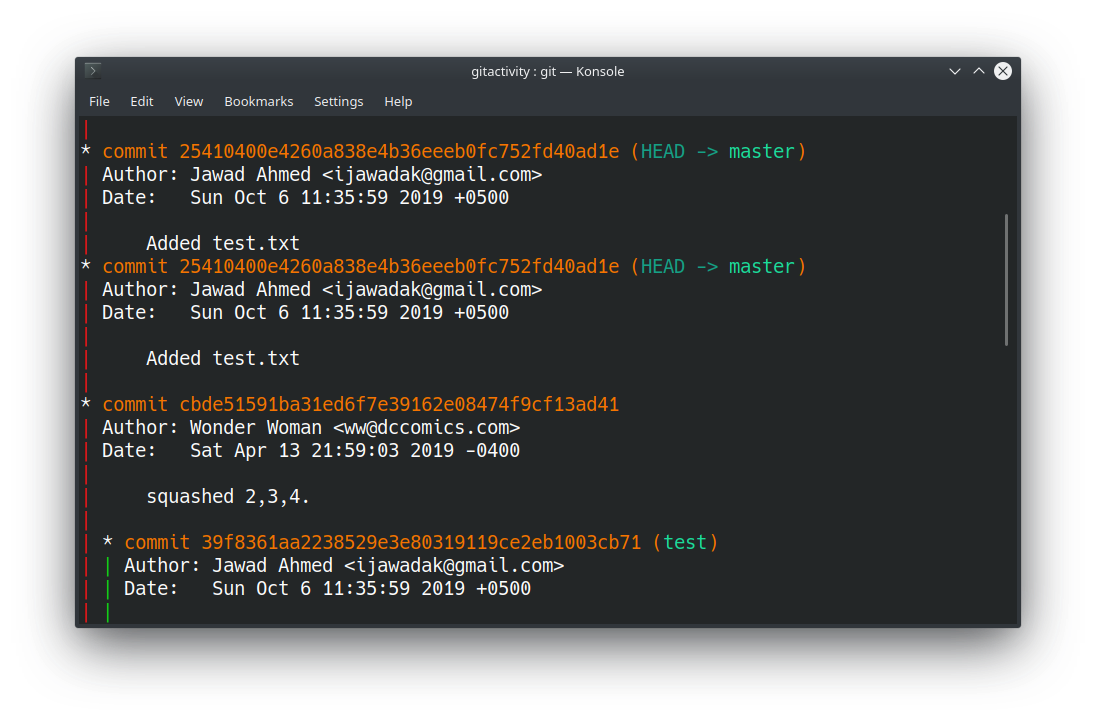 gitactivity : git — Konsole
File Edit View Bookmarks Settings Help
|
* commit 25410400e4260a838e4b36eeeb0fc752fd40ad1e (HEAD -> master)
| Author: Jawad Ahmed <ijawadak@gmail.com>
| Date:   Sun Oct 6 11:35:59 2019 +0500
|
|     Added test.txt
* commit 25410400e4260a838e4b36eeeb0fc752fd40ad1e (HEAD -> master)
| Author: Jawad Ahmed <ijawadak@gmail.com>
| Date:   Sun Oct 6 11:35:59 2019 +0500
|
|     Added test.txt
|
* commit cbde51591ba31ed6f7e39162e08474f9cf13ad41
| Author: Wonder Woman <ww@dccomics.com>
| Date:   Sat Apr 13 21:59:03 2019 -0400
|
|     squashed 2,3,4.
|
| * commit 39f8361aa2238529e3e80319119ce2eb1003cb71 (test)
| | Author: Jawad Ahmed <ijawadak@gmail.com>
| | Date:   Sun Oct 6 11:35:59 2019 +0500
| |